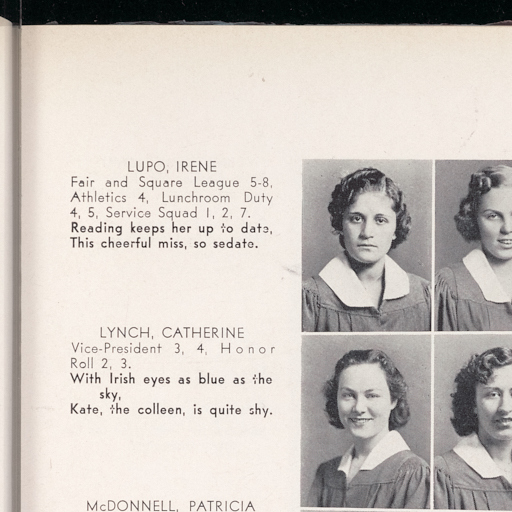 LUPO, IRENE
Fair and Square League 5-8,
Athletics 4, Lunchroom Duty
4, 5, Service Squad 1, 2, 7.
Reading keeps her up to date,
This cheerful miss, so sedate.
LYNCH, CATHERINE
Vice-President 3, 4, Honor
Roll 2, 3.
With Irish eyes as blue as the
sky,
Kate, the colleen, is quite shy.
McDONNELL, PATRICIA